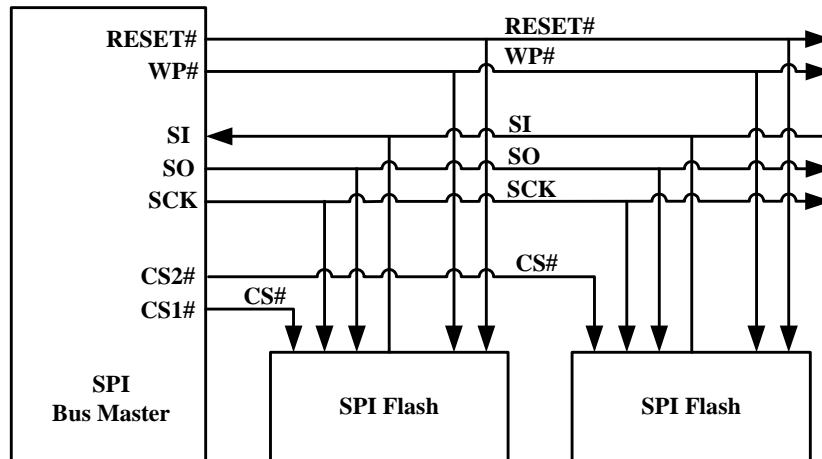 RESET#
RESET#
WP#
WP#
SI
SI
SO
SO
SCK
SCK
CS2#
CS#
CS1#
CS#
SPI
Bus Master
SPI Flash
SPI Flash